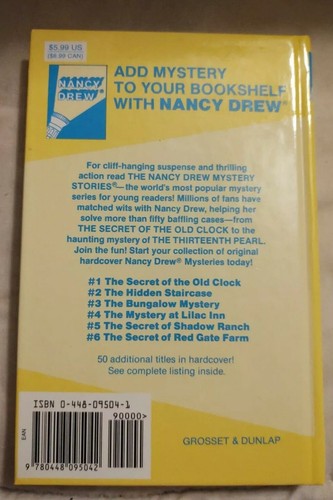 $5.99 US
($8.99 CAN)
NANCY
DREW®
ADD MYSTERY
TO YOUR BOOKSHELF
WITH NANCY DREW®
For cliff-hanging suspense and thrilling
action read THE NANCY DREW MYSTERY
STORIES®—the world's most popular mystery
series for young readers! Millions of fans have
matched wits with Nancy Drew, helping her
solve more than fifty baffling cases—from
THE SECRET OF THE OLD CLOCK to the
haunting mystery of THE THIRTEENTH PEARL.
Join the fun! Start your collection of original
hardcover Nancy Drew® Mysteries today!
#1 The Secret of the Old Clock
#2 The Hidden Staircase
#3 The Bungalow Mystery
#4 The Mystery at Lilac Inn
#5 The Secret of Shadow Ranch
#6 The Secret of Red Gate Farm
50 additional titles in hardcover!
See complete listing inside.
ISBN 0-448-09504-1
90000>
EAN
9 780448 095042
GROSSET & DUNLAP